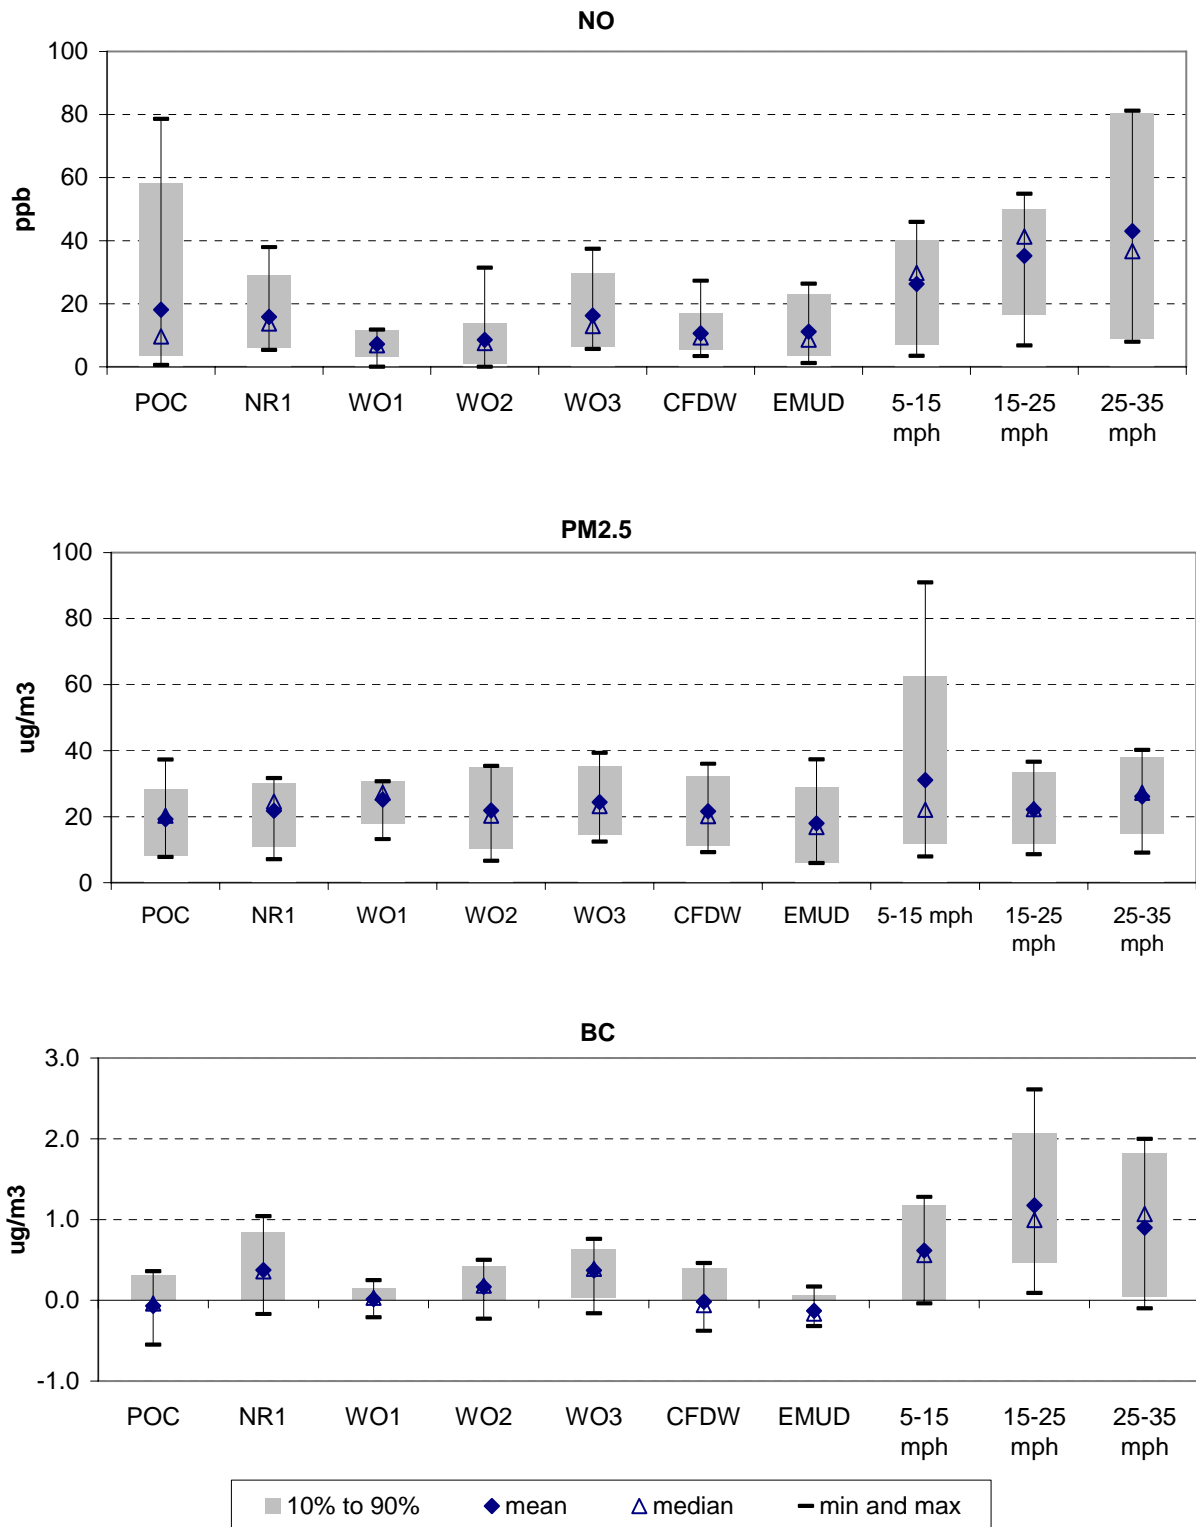 NO
100
80
60
40
20
0
ppb
POC NR1 WO1 WO2 WO3 CFDW EMUD 5-15 15-25 25-35
mph mph mph
PM2.5
100
80
60
40
20
0
ug/m3
POC NR1 WO1 WO2 WO3 CFDW EMUD 5-15 mph 15-25 25-35
mph mph
BC
3.0
2.0
1.0
0.0
-1.0
ug/m3
POC NR1 WO1 WO2 WO3 CFDW EMUD 5-15 15-25 25-35
mph mph mph
10% to 90% mean median min and max